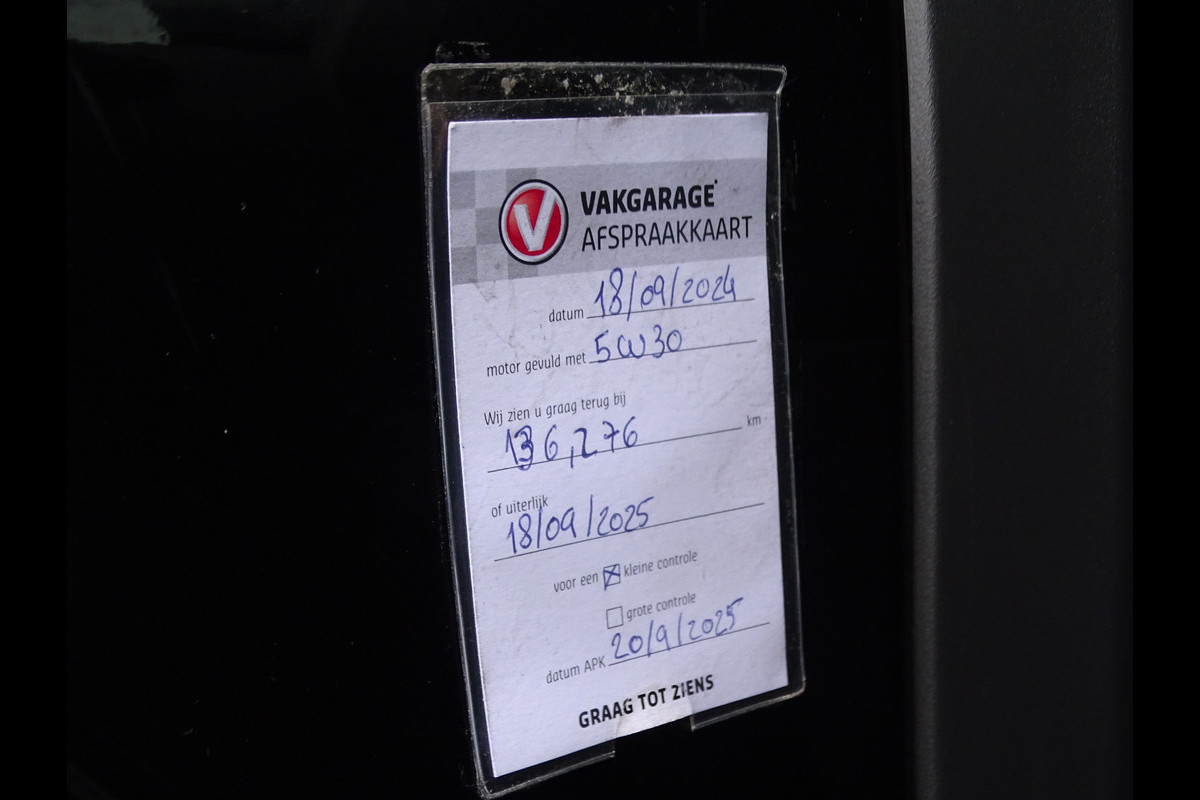 V
VAKGARAGE
AFSPRAAKKAART
datum 18/09/2024
motor gevuld met 5W30
Wij zien u graag terug bij
136,276 km
of uiterlijk
18/09/2025
voor een ☒ kleine controle
☐ grote controle
datum APK 20/9/2025
GRAAG TOT ZIENS